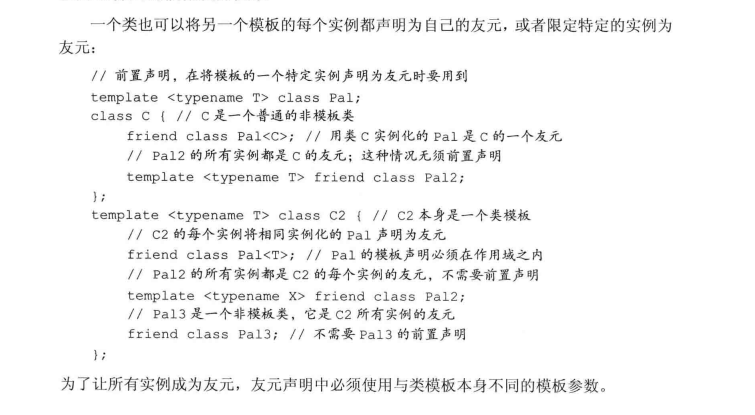 一个类也可以将另一个模板的每个实例都声明为自己的友元，或者限定特定的实例为
友元：
// 前置声明，在将模板的一个特定实例声明为友元时要用到
template <typename T> class Pal;
class C { // C 是一个普通的非模板类
    friend class Pal<C>; // 用类 C 实例化的 Pal 是 C 的一个友元
    // Pal2 的所有实例都是 C 的友元；这种情况无须前置声明
    template <typename T> friend class Pal2;
};
template <typename T> class C2 { // C2 本身是一个类模板
    // C2 的每个实例将相同实例化的 Pal 声明为友元
    friend class Pal<T>; // Pal 的模板声明必须在作用域之内
    // Pal2 的所有实例都是 C2 的每个实例的友元，不需要前置声明
    template <typename X> friend class Pal2;
    // Pal3 是一个非模板类，它是 C2 所有实例的友元
    friend class Pal3; // 不需要 Pal3 的前置声明
};
为了让所有实例成为友元，友元声明中必须使用与类模板本身不同的模板参数。